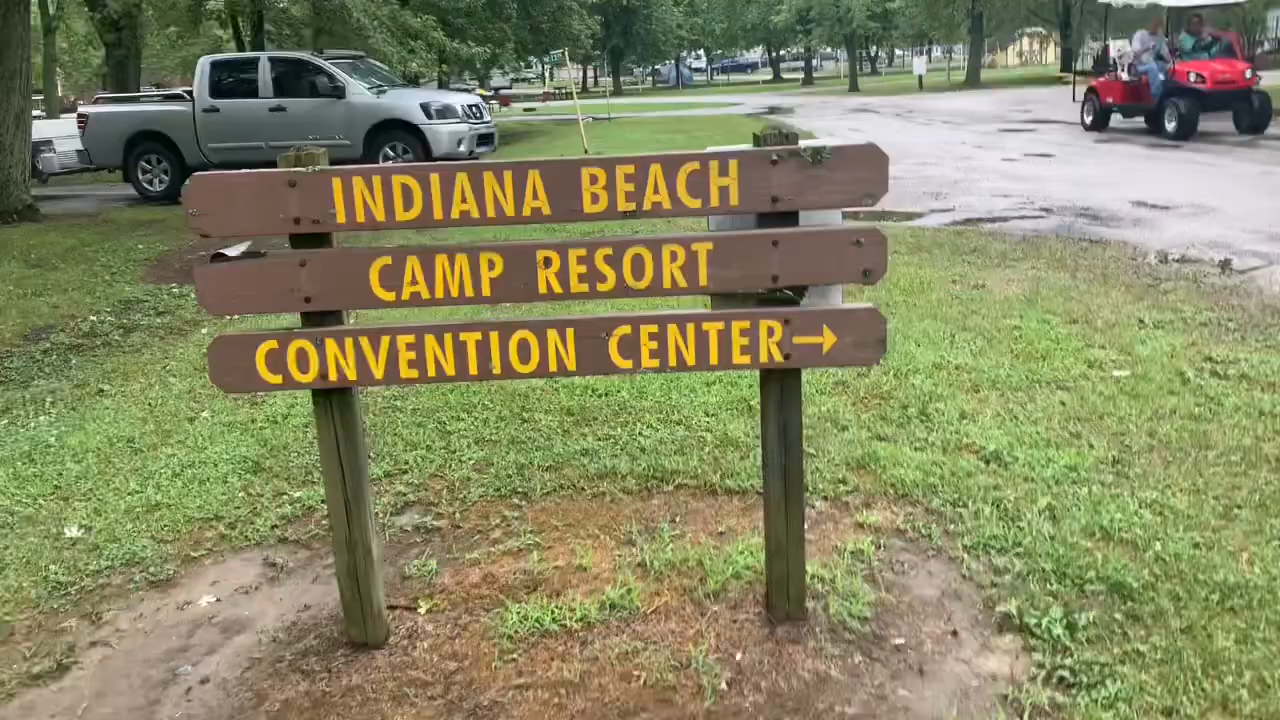 INDIANA BEACH
CAMP RESORT
CONVENTION CENTER→